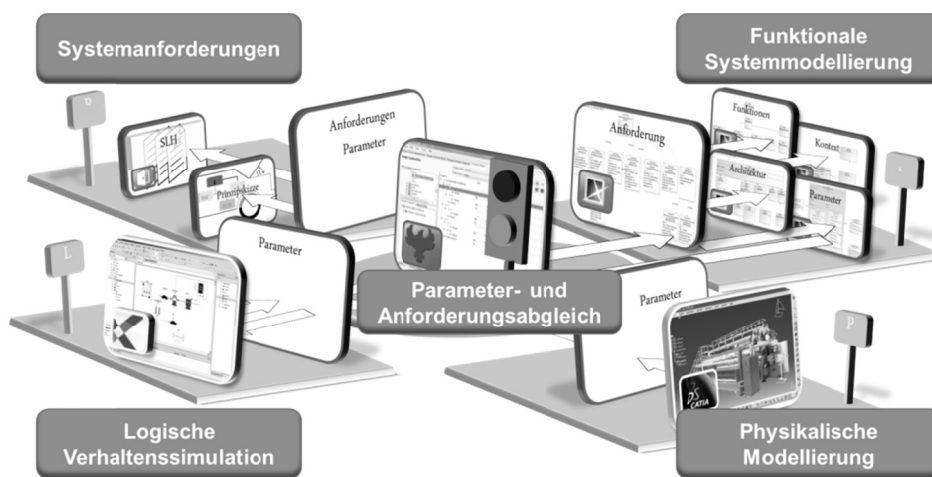 Systemanforderungen
Funktionale
Systemmodellierung
SLH
Prinzipskizze
Anforderungen
Parameter
Anforderung
Funktionen
Kontext
Architektur
Parameter
L
Parameter
Parameter- und
Anforderungsabgleich
Parameter
P
CATIA
Logische
Verhaltenssimulation
Physikalische
Modellierung